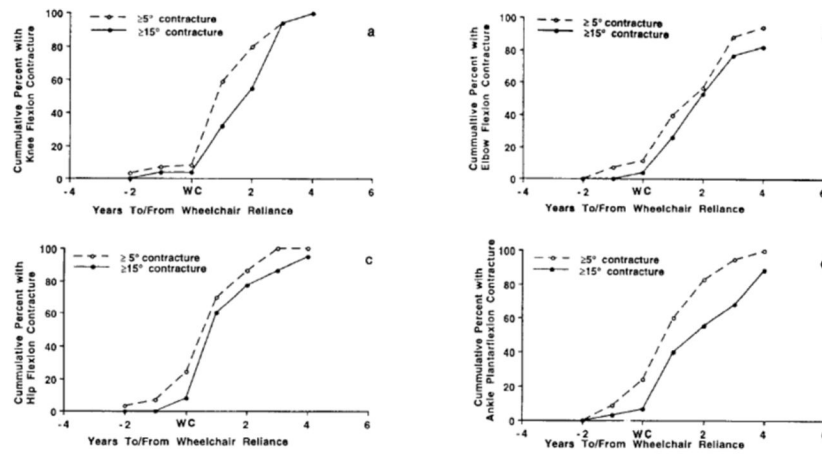 ≥5° contracture
≥15° contracture
a
Cummulative Percent with
Knee Flexion Contracture
100
80
60
40
20
0
-4 -2 WC 2 4 6
Years To/From Wheelchair Reliance
≥5° contracture
≥15° contracture
Cummualtive Percent with
Elbow Flexion Contracture
100
80
60
40
20
0
-4 -2 WC 2 4 6
Years To/From Wheelchair Reliance
≥ 5° contracture
≥15° contracture
c
Cummulative Percent with
Hip Flexion Contracture
100
80
60
40
20
0
-4 -2 WC 2 4 6
Years To/From Wheelchair Reliance
≥5° contracture
≥15° contracture
Cummulative Percent with
Ankle Plantarflexion Contracture
100
80
60
40
20
0
-4 -2 WC 2 4 6
Years To/From Wheelchair Reliance